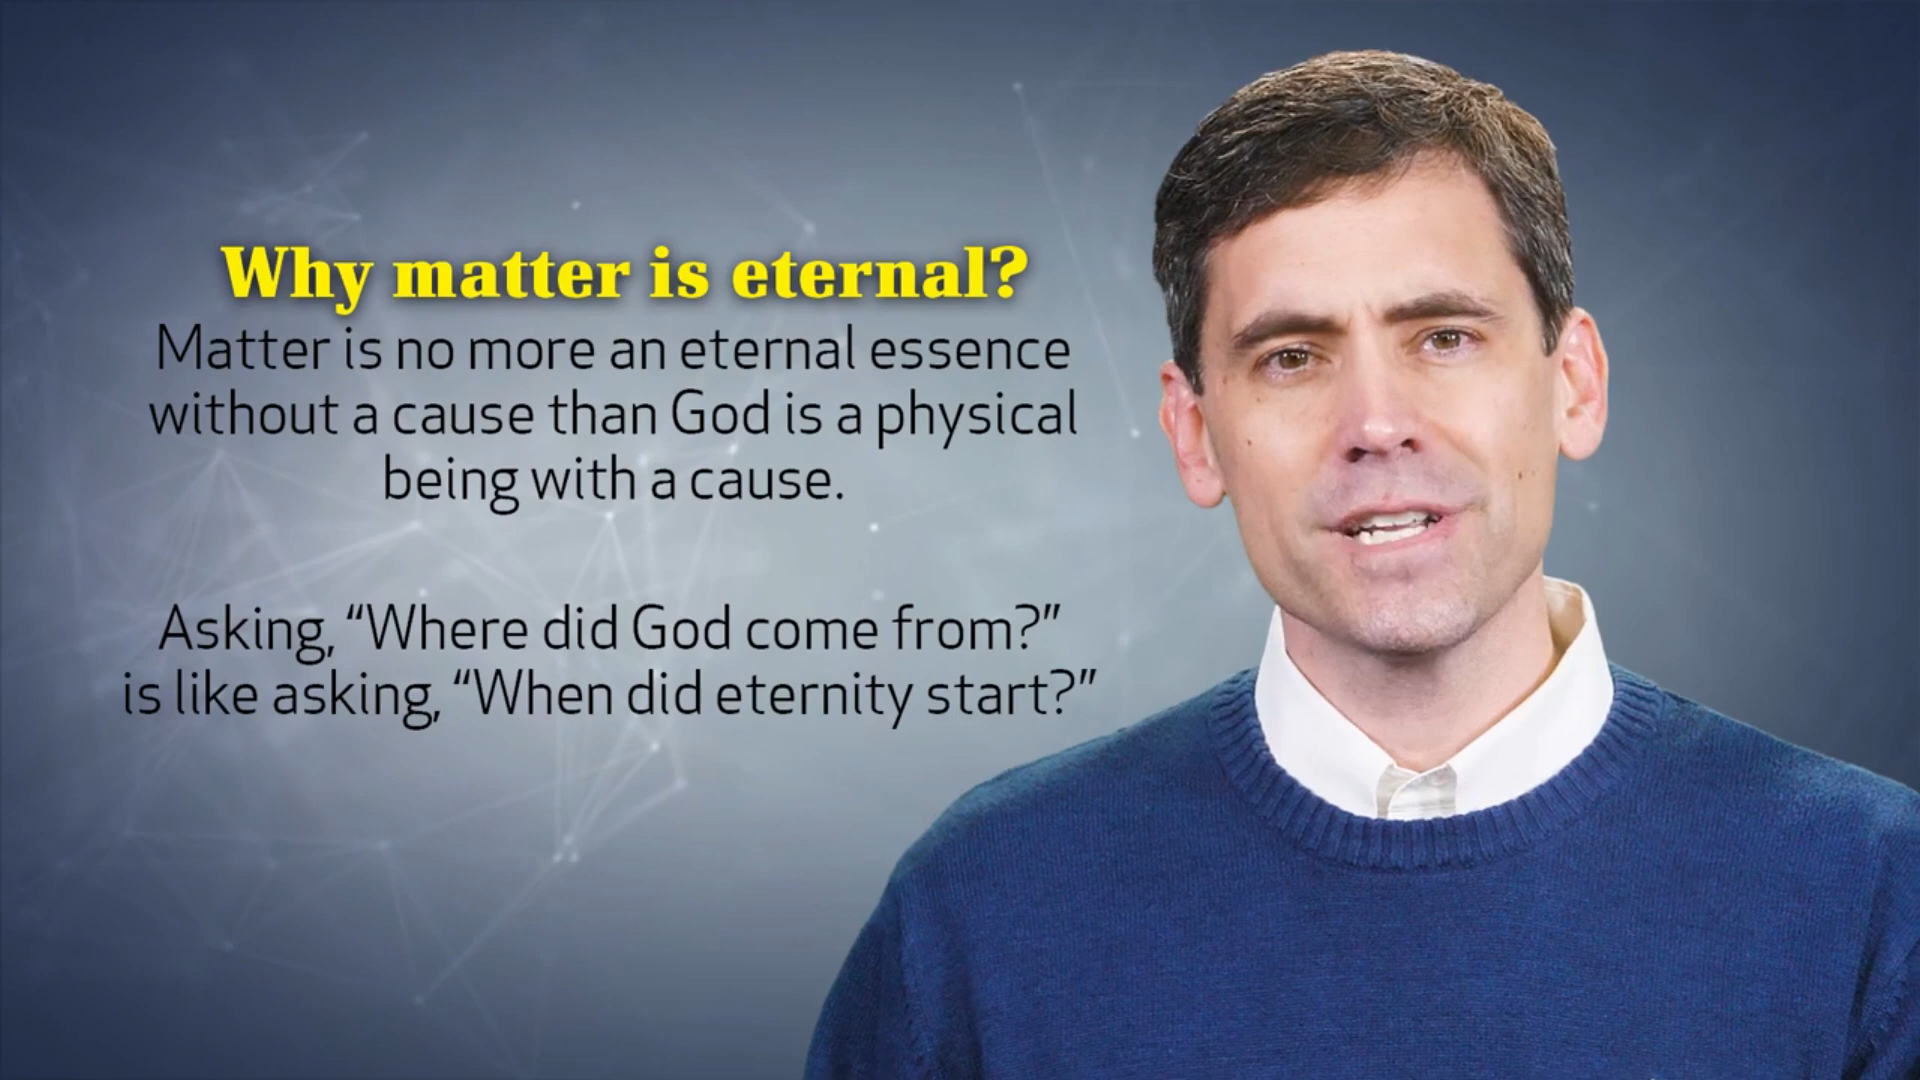 Why matter is eternal?
Matter is no more an eternal essence
without a cause than God is a physical
being with a cause.
Asking, “Where did God come from?”
is like asking, “When did eternity start?”